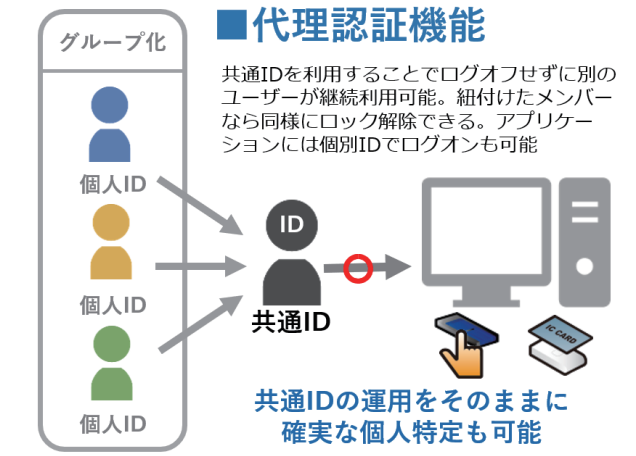 グループ化
■代理認証機能
共通IDを利用することでログオフせずに別の
ユーザーが継続利用可能。紐付けたメンバー
なら同様にロック解除できる。アプリケー
ションには個別IDでログオンも可能
個人ID
個人ID
個人ID
ID
共通ID
IC CARD
共通IDの運用をそのままに
確実な個人特定も可能